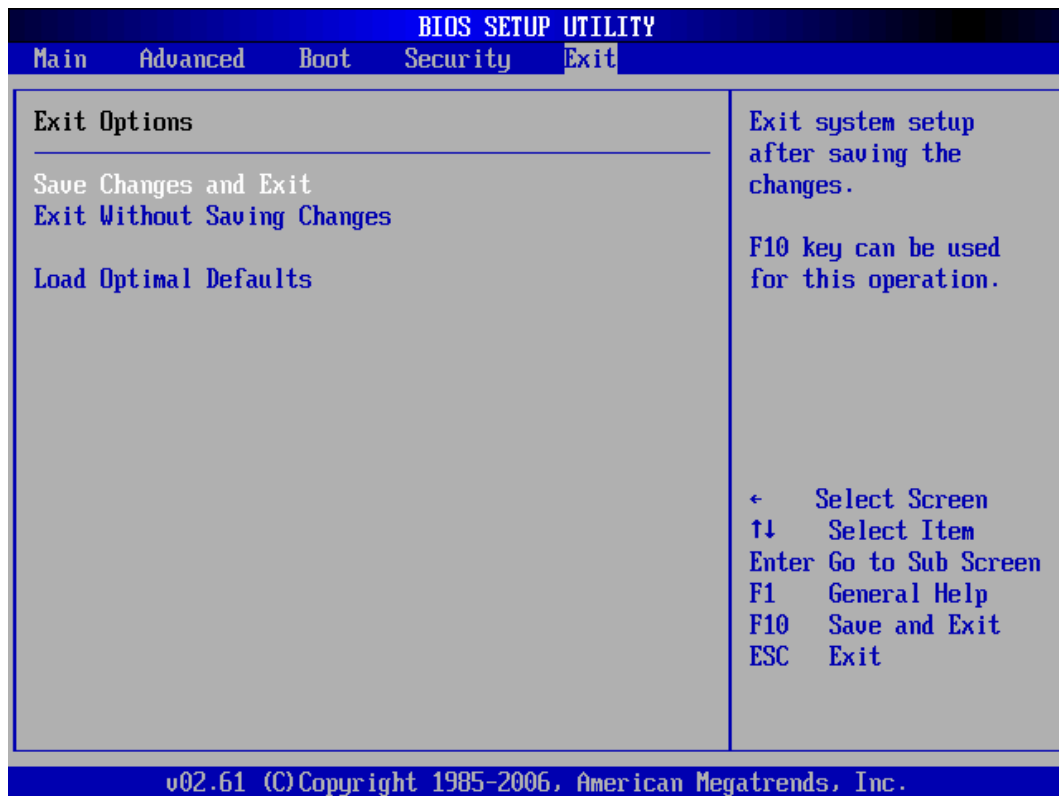 BIOS SETUP UTILITY
Main Advanced Boot Security Exit
Exit Options
Save Changes and Exit
Exit Without Saving Changes
Load Optimal Defaults
Exit system setup
after saving the
changes.
F10 key can be used
for this operation.
← Select Screen
↑↓ Select Item
Enter Go to Sub Screen
F1 General Help
F10 Save and Exit
ESC Exit
v02.61 (C)Copyright 1985-2006, American Megatrends, Inc.